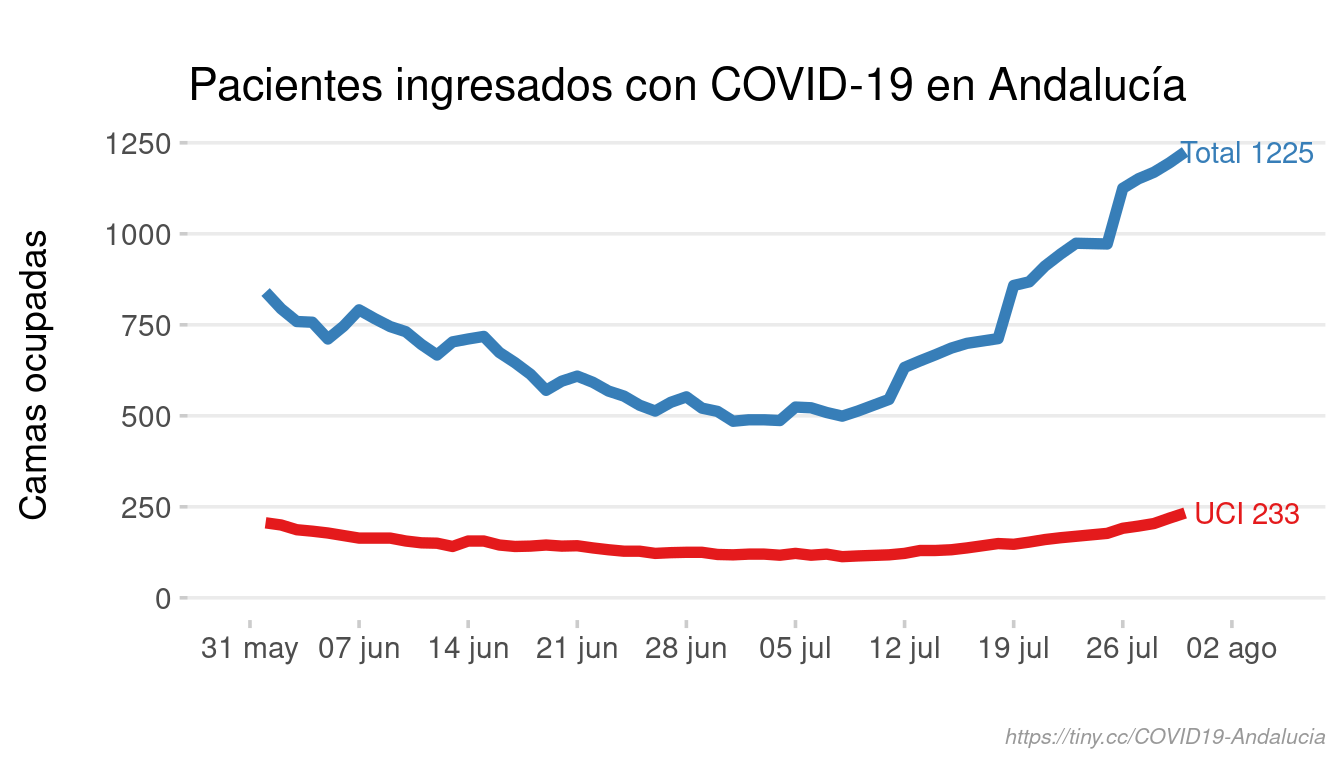 Pacientes ingresados con COVID-19 en Andalucía
Camas ocupadas
1250
1000
750
500
250
0
Total 1225
UCI 233
31 may 07 jun 14 jun 21 jun 28 jun 05 jul 12 jul 19 jul 26 jul 02 ago
https://tiny.cc/COVID19-Andalucia